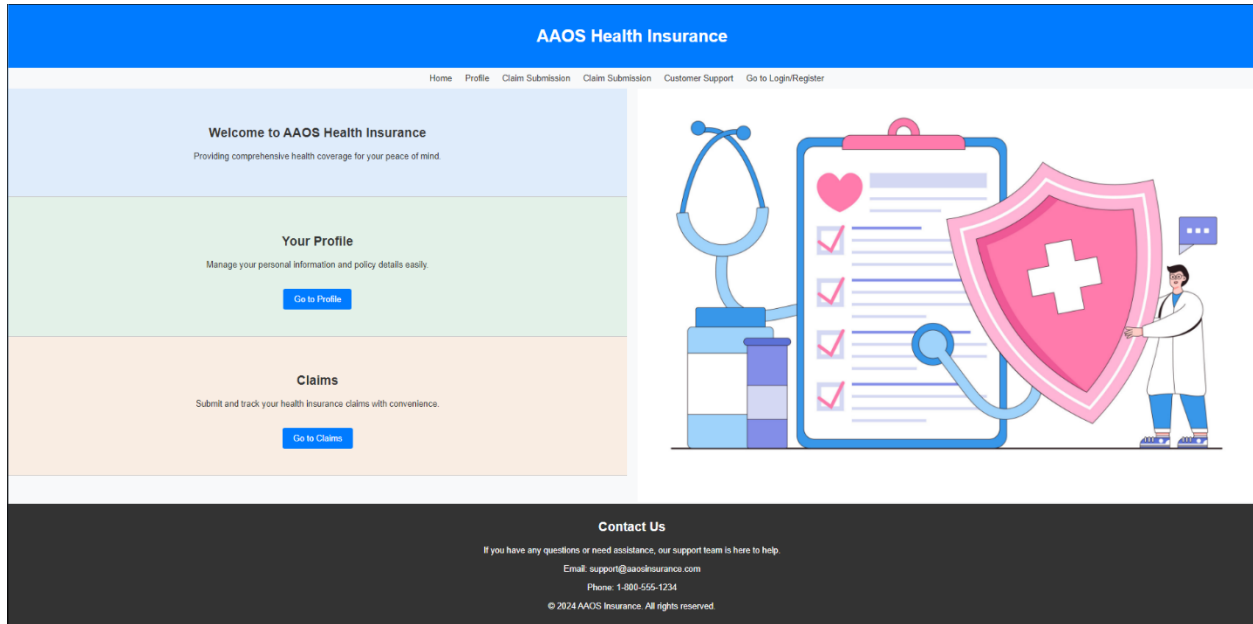 AAOS Health Insurance
Home Profile Claim Submission Claim Submission Customer Support Go to Login/Register
Welcome to AAOS Health Insurance
Providing comprehensive health coverage for your peace of mind.
Your Profile
Manage your personal information and policy details easily.
Go to Profile
Claims
Submit and track your health insurance claims with convenience.
Go to Claims
Contact Us
If you have any questions or need assistance, our support team is here to help.
Email: support@aaosinsurance.com
Phone: 1-800-555-1234
© 2024 AAOS Insurance. All rights reserved.